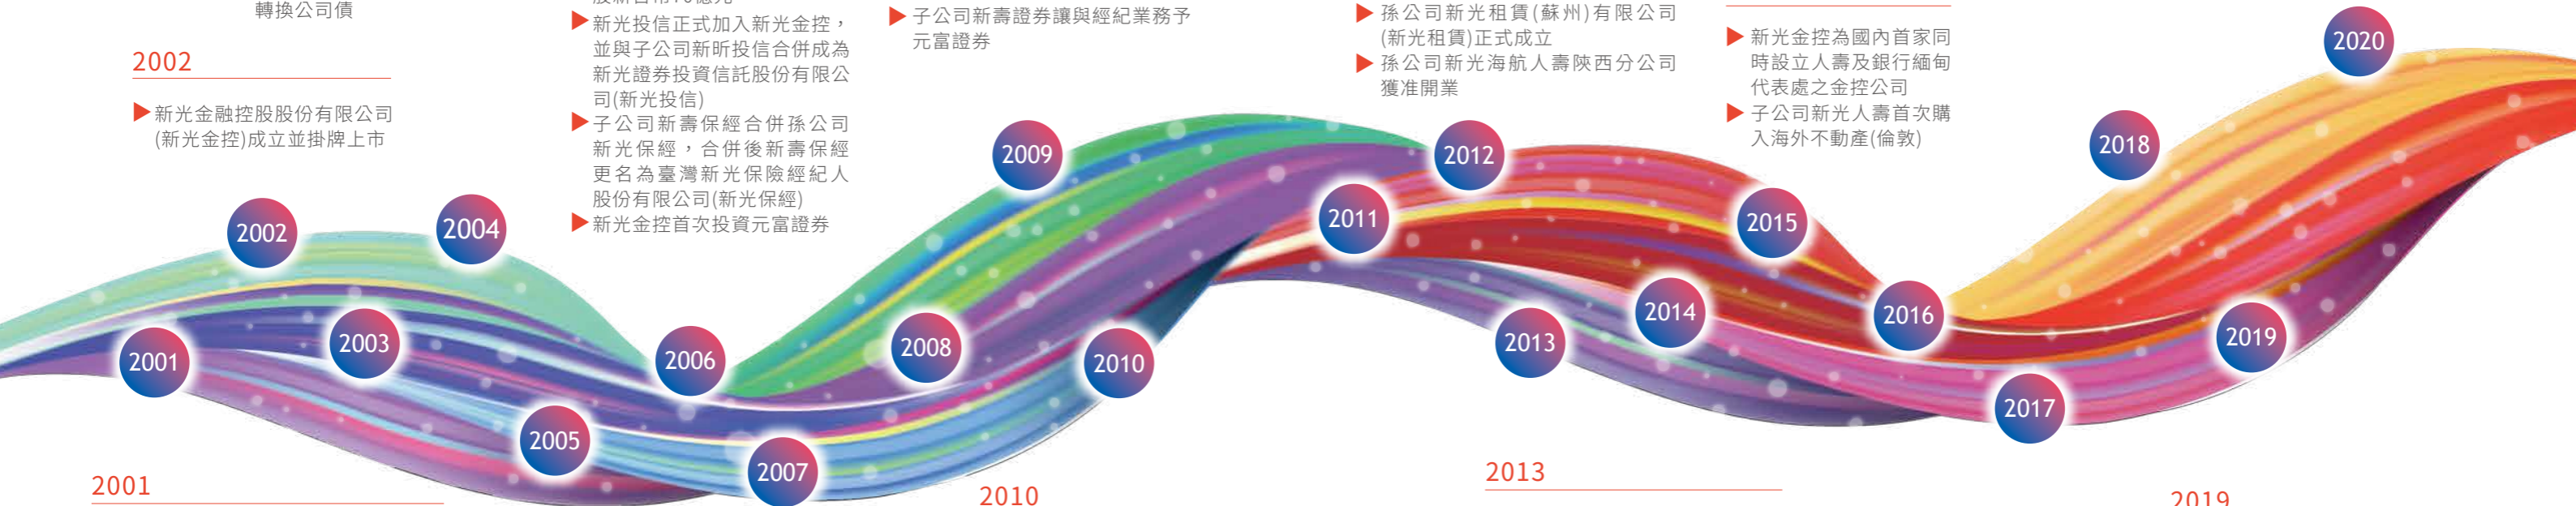 轉換公司債
2002
▶新光金融控股股份有限公司
(新光金控)成立並掛牌上市
▶新光投信正式加入新光金控，
並與子公司新昕投信合併成為
新光證券投資信託股份有限公
司(新光投信)
▶子公司新壽保經合併孫公司
新光保經，合併後新壽保經
更名為臺灣新光保險經紀人
股份有限公司(新光保經)
▶新光金控首次投資元富證券
▶子公司新壽證券讓與經紀業務予
元富證券
▶孫公司新光租賃(蘇州)有限公司
(新光租賃)正式成立
▶孫公司新光海航人壽陝西分公司
獲准開業
▶新光金控為國內首家同
時設立人壽及銀行緬甸
代表處之金控公司
▶子公司新光人壽首次購
入海外不動產(倫敦)
2001
2002
2003
2004
2005
2006
2007
2008
2009
2010
2011
2012
2013
2014
2015
2016
2017
2018
2019
2020
2001
2010
2013
2019